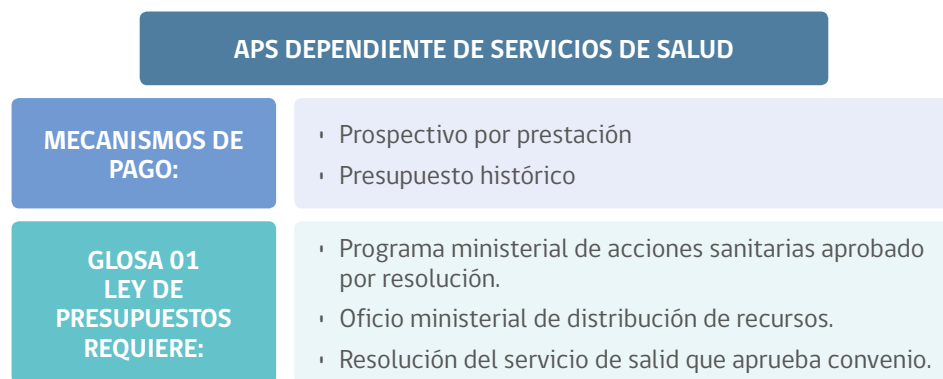 APS DEPENDIENTE DE SERVICIOS DE SALUD
MECANISMOS DE
PAGO:
Prospectivo por prestación
Presupuesto histórico
GLOSA 01
LEY DE
PRESUPUESTOS
REQUIERE:
Programa ministerial de acciones sanitarias aprobado
por resolución.
Oficio ministerial de distribución de recursos.
Resolución del servicio de salid que aprueba convenio.